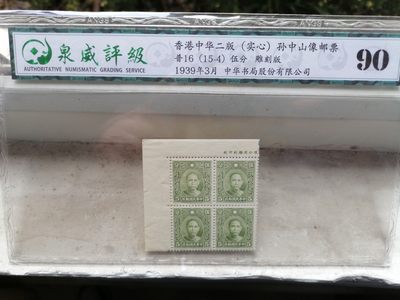 泉威評級
AUTHORITATIVE NUMISMATIC GRADING SERVICE
香港中华二版（实心）孙中山像邮票
普16（15-4）伍分 雕刻版
1939年3月 中华书局股份有限公司
90